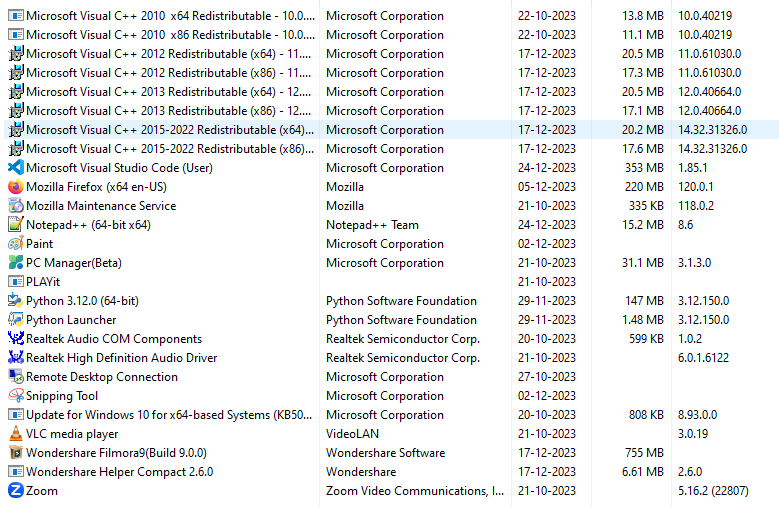 Microsoft Visual C++ 2010 x64 Redistributable - 10.0.... Microsoft Corporation 22-10-2023 13.8 MB 10.0.40219
Microsoft Visual C++ 2010 x86 Redistributable - 10.0.... Microsoft Corporation 22-10-2023 11.1 MB 10.0.40219
Microsoft Visual C++ 2012 Redistributable (x64) - 11.... Microsoft Corporation 17-12-2023 20.5 MB 11.0.61030.0
Microsoft Visual C++ 2012 Redistributable (x86) - 11.... Microsoft Corporation 17-12-2023 17.3 MB 11.0.61030.0
Microsoft Visual C++ 2013 Redistributable (x64) - 12.... Microsoft Corporation 17-12-2023 20.5 MB 12.0.40664.0
Microsoft Visual C++ 2013 Redistributable (x86) - 12.... Microsoft Corporation 17-12-2023 17.1 MB 12.0.40664.0
Microsoft Visual C++ 2015-2022 Redistributable (x64)... Microsoft Corporation 17-12-2023 20.2 MB 14.32.31326.0
Microsoft Visual C++ 2015-2022 Redistributable (x86)... Microsoft Corporation 17-12-2023 17.6 MB 14.32.31326.0
Microsoft Visual Studio Code (User) Microsoft Corporation 24-12-2023 353 MB 1.85.1
Mozilla Firefox (x64 en-US) Mozilla 05-12-2023 220 MB 120.0.1
Mozilla Maintenance Service Mozilla 21-10-2023 335 KB 118.0.2
Notepad++ (64-bit x64) Notepad++ Team 24-12-2023 15.2 MB 8.6
Paint Microsoft Corporation 02-12-2023
PC Manager(Beta) Microsoft Corporation 21-10-2023 31.1 MB 3.1.3.0
PLAYit 21-10-2023
Python 3.12.0 (64-bit) Python Software Foundation 29-11-2023 147 MB 3.12.150.0
Python Launcher Python Software Foundation 29-11-2023 1.48 MB 3.12.150.0
Realtek Audio COM Components Realtek Semiconductor Corp. 20-10-2023 599 KB 1.0.2
Realtek High Definition Audio Driver Realtek Semiconductor Corp. 21-10-2023 6.0.1.6122
Remote Desktop Connection Microsoft Corporation 27-10-2023
Snipping Tool Microsoft Corporation 02-12-2023
Update for Windows 10 for x64-based Systems (KB50... Microsoft Corporation 20-10-2023 808 KB 8.93.0.0
VLC media player VideoLAN 21-10-2023 3.0.19
Wondershare Filmora9(Build 9.0.0) Wondershare Software 17-12-2023 755 MB
Wondershare Helper Compact 2.6.0 Wondershare 17-12-2023 6.61 MB 2.6.0
Zoom Zoom Video Communications, I... 21-10-2023 5.16.2 (22807)